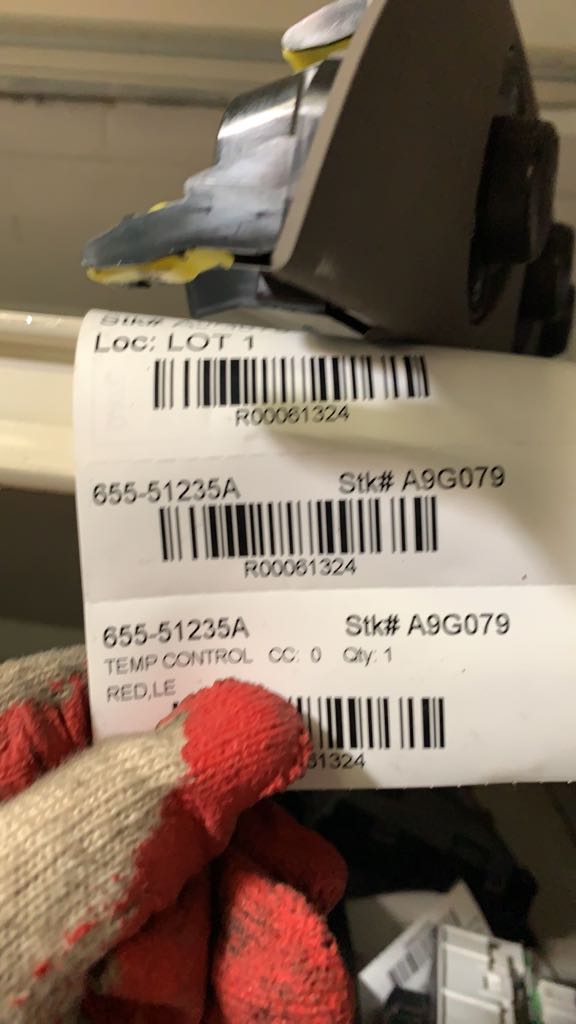 Loc: LOT 1
R00061324
655-51235A Stk# A9G079
R00061324
655-51235A Stk# A9G079
TEMP CONTROL CC: 0 Qty: 1
RED,LE
61324